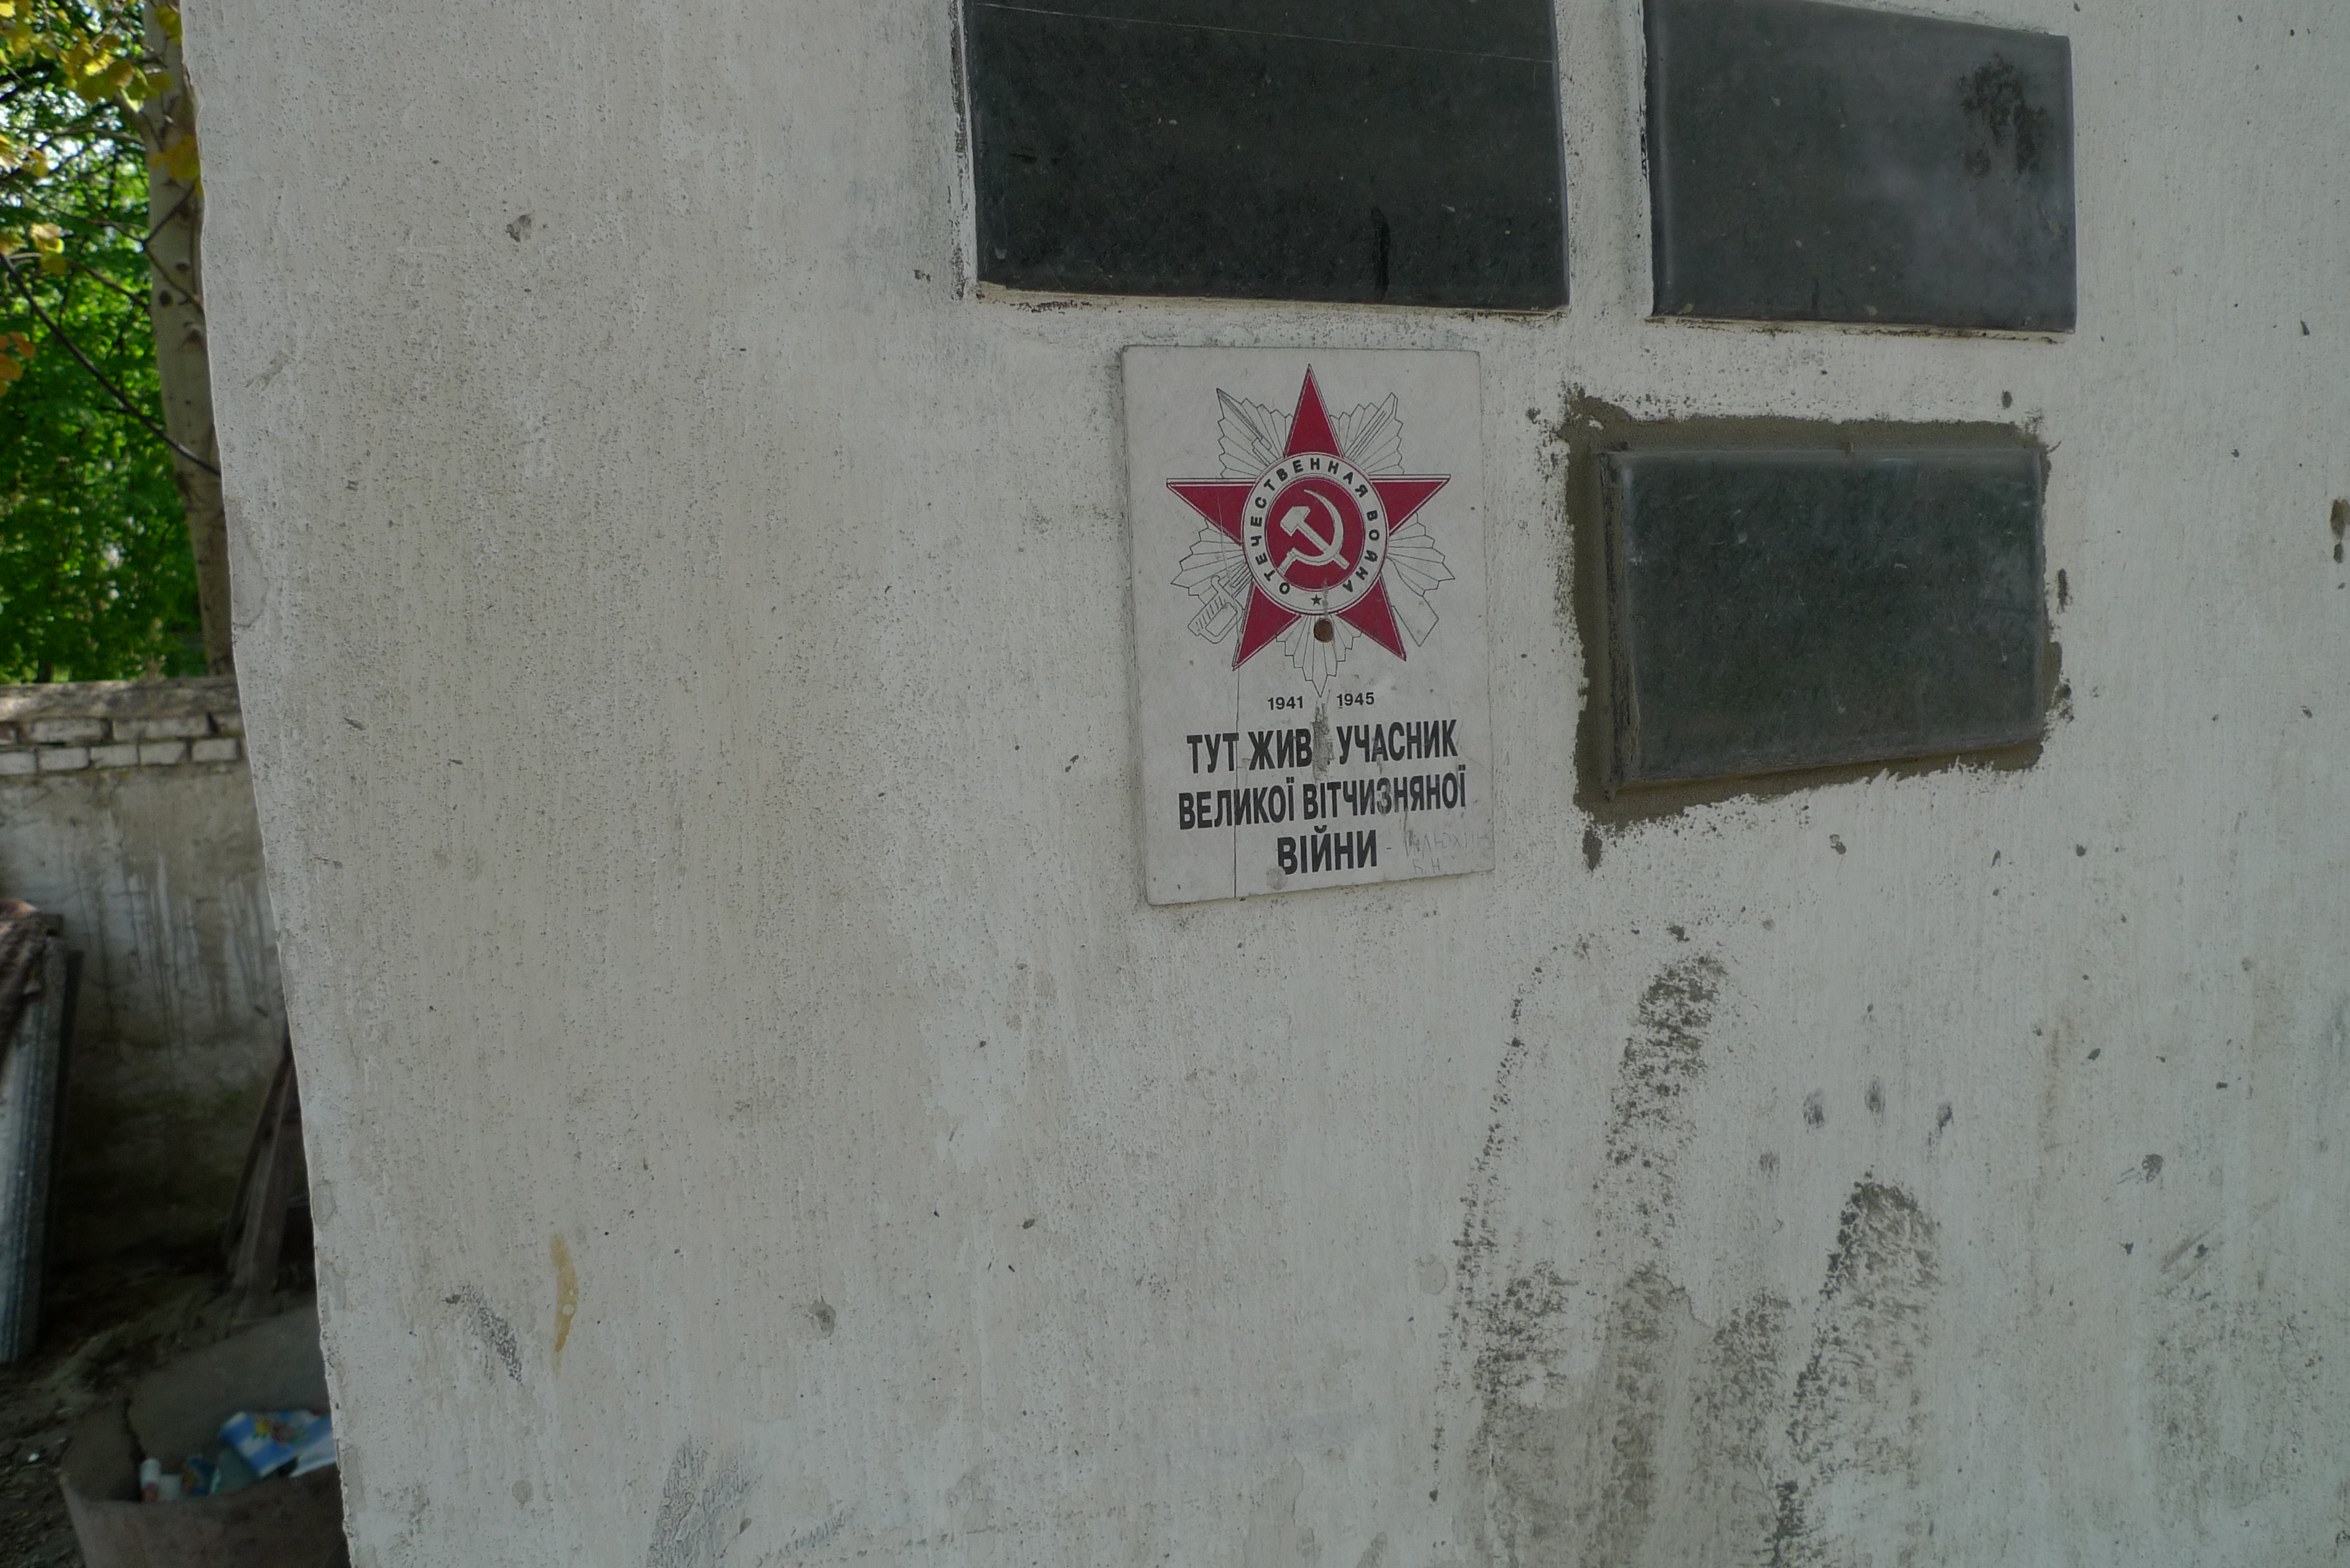 ОТЕЧЕСТВЕННАЯ ВОЙНА
1941 1945
ТУТ ЖИВ УЧАСНИК
ВЕЛИКОЇ ВІТЧИЗНЯНОЇ
ВІЙНИ